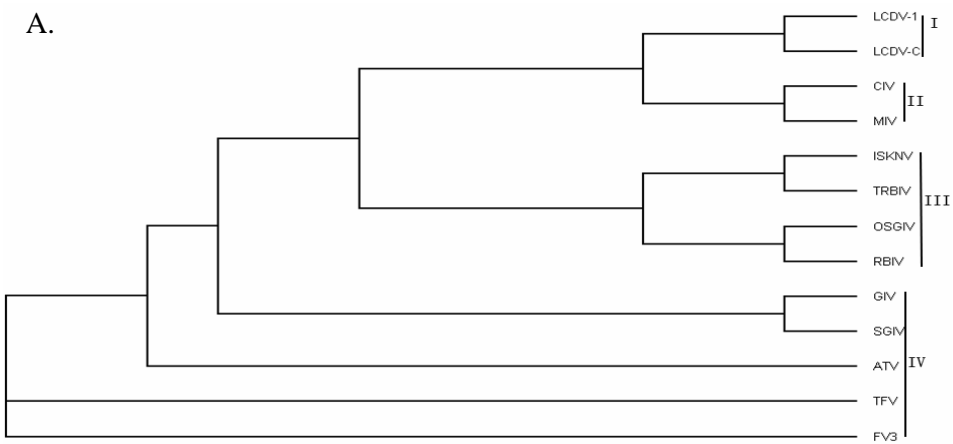 A.
LCDV-1
I
LCDV-C
CIV
II
MIV
ISKNV
TRBIV
III
OSGIV
RBIV
GIV
SGIV
ATV
IV
TFV
FV3